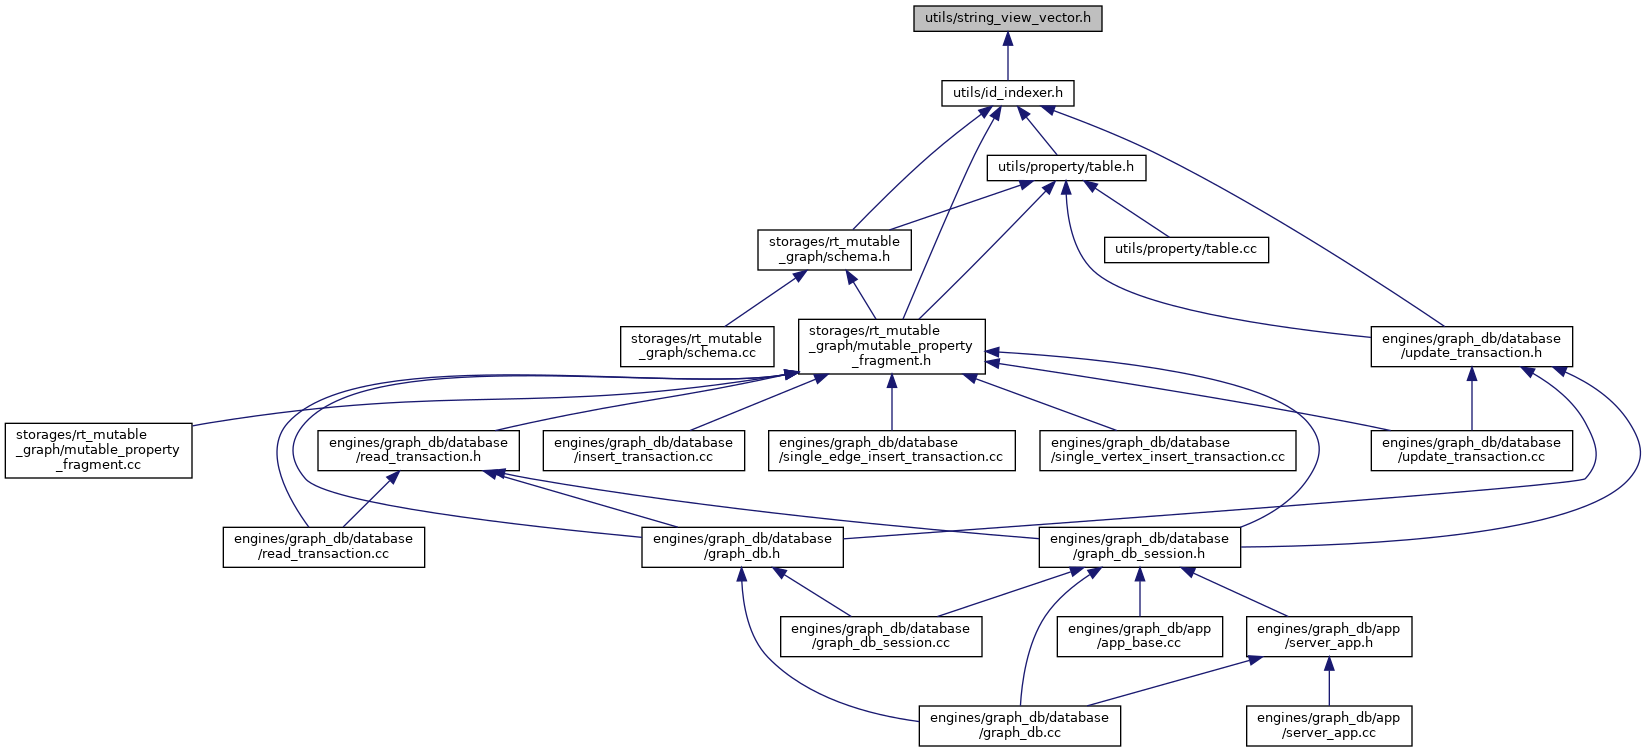 utils/string_view_vector.h
utils/id_indexer.h
utils/property/table.h
storages/rt_mutable
_graph/schema.h
utils/property/table.cc
storages/rt_mutable
_graph/schema.cc
storages/rt_mutable
_graph/mutable_property
_fragment.h
engines/graph_db/database
/update_transaction.h
storages/rt_mutable
_graph/mutable_property
_fragment.cc
engines/graph_db/database
/read_transaction.h
engines/graph_db/database
/insert_transaction.cc
engines/graph_db/database
/single_edge_insert_transaction.cc
engines/graph_db/database
/single_vertex_insert_transaction.cc
engines/graph_db/database
/update_transaction.cc
engines/graph_db/database
/read_transaction.cc
engines/graph_db/database
/graph_db.h
engines/graph_db/database
/graph_db_session.h
engines/graph_db/database
/graph_db_session.cc
engines/graph_db/app
/app_base.cc
engines/graph_db/app
/server_app.h
engines/graph_db/database
/graph_db.cc
engines/graph_db/app
/server_app.cc